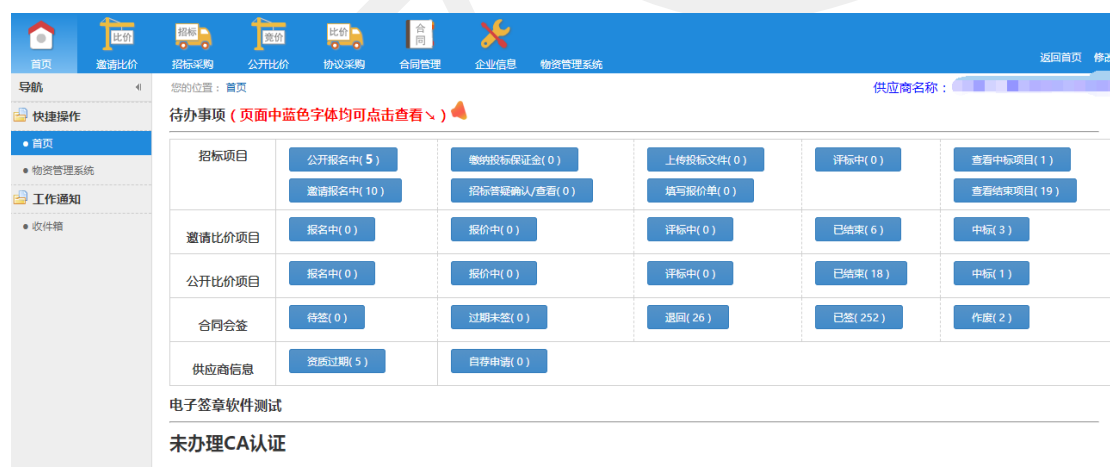 比价
招标
竞价
比价
合同
首页 邀请比价 招标采购 公开比价 协议采购 合同管理 企业信息 物资管理系统 返回首页 修改
导航
您的位置：首页
供应商名称：
快捷操作
待办事项（页面中蓝色字体均可点击查看↘）
● 首页
● 物资管理系统
工作通知
● 收件箱
招标项目 公开报名中( 5 ) 缴纳投标保证金( 0 ) 上传投标文件( 0 ) 评标中( 0 ) 查看中标项目( 1 )
邀请报名中( 10 ) 招标答疑确认/查看( 0 ) 填写报价单( 0 ) 查看结束项目( 19 )
邀请比价项目 报名中( 0 ) 报价中( 0 ) 评标中( 0 ) 已结束( 6 ) 中标( 3 )
公开比价项目 报名中( 0 ) 报价中( 0 ) 评标中( 0 ) 已结束( 18 ) 中标( 1 )
合同会签 待签( 0 ) 过期未签( 0 ) 退回( 26 ) 已签( 252 ) 作废( 2 )
供应商信息 资质过期( 5 ) 自荐申请( 0 )
电子签章软件测试
未办理CA认证